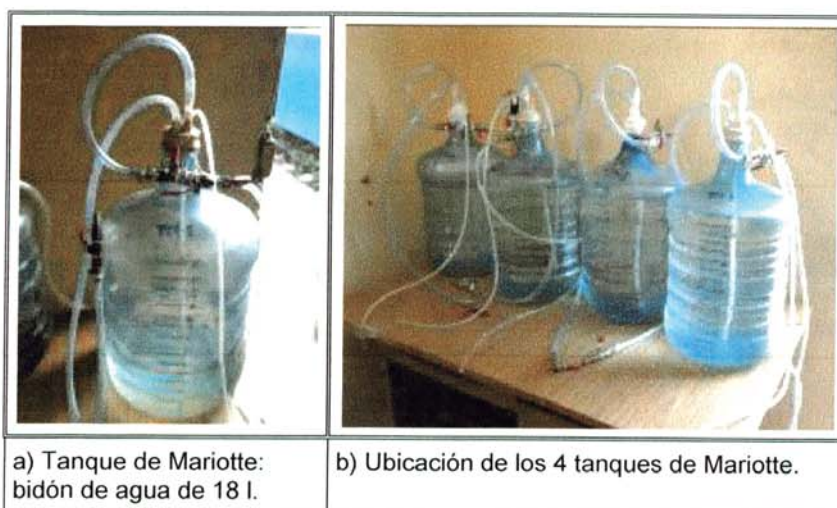 a) Tanque de Mariotte:
bidón de agua de 18 l.
b) Ubicación de los 4 tanques de Mariotte.